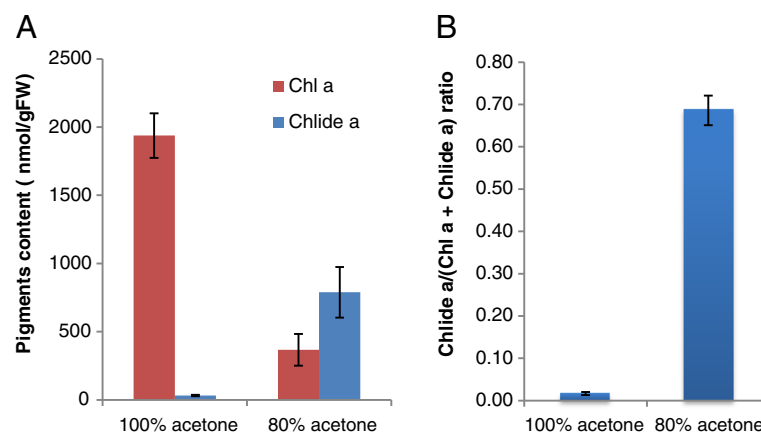 A
Pigments content ( nmol/gFW)
2500
2000
1500
1000
500
0
Chl a
Chlide a
100% acetone 80% acetone
B
Chlide a/(Chl a + Chlide a) ratio
0.80
0.70
0.60
0.50
0.40
0.30
0.20
0.10
0.00
100% acetone 80% acetone